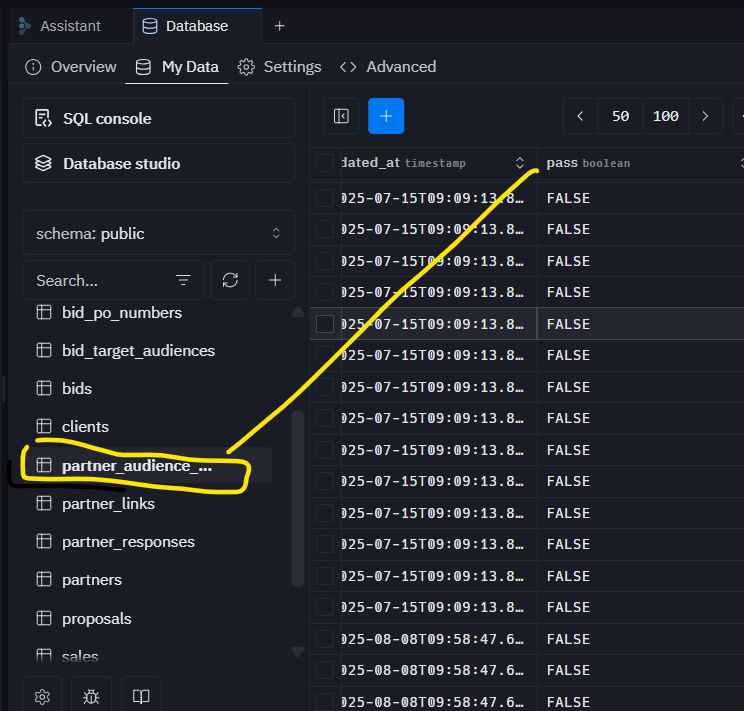 Assistant
Database
Overview
My Data
Settings
Advanced
SQL console
Database studio
schema: public
Search...
bid_po_numbers
bid_target_audiences
bids
clients
partner_audience_...
partner_links
partner_responses
partners
proposals
sales
50
100
dated_at timestamp
pass boolean
025-07-15T09:09:13.8… FALSE
025-07-15T09:09:13.8… FALSE
025-07-15T09:09:13.8… FALSE
025-07-15T09:09:13.8… FALSE
025-07-15T09:09:13.8… FALSE
025-07-15T09:09:13.8… FALSE
025-07-15T09:09:13.8… FALSE
025-07-15T09:09:13.8… FALSE
025-07-15T09:09:13.8… FALSE
025-07-15T09:09:13.8… FALSE
025-07-15T09:09:13.8… FALSE
025-07-15T09:09:13.8… FALSE
025-07-15T09:09:13.8… FALSE
025-07-15T09:09:13.8… FALSE
025-08-08T09:58:47.6… FALSE
025-08-08T09:58:47.6… FALSE
025-08-08T09:58:47.6… FALSE